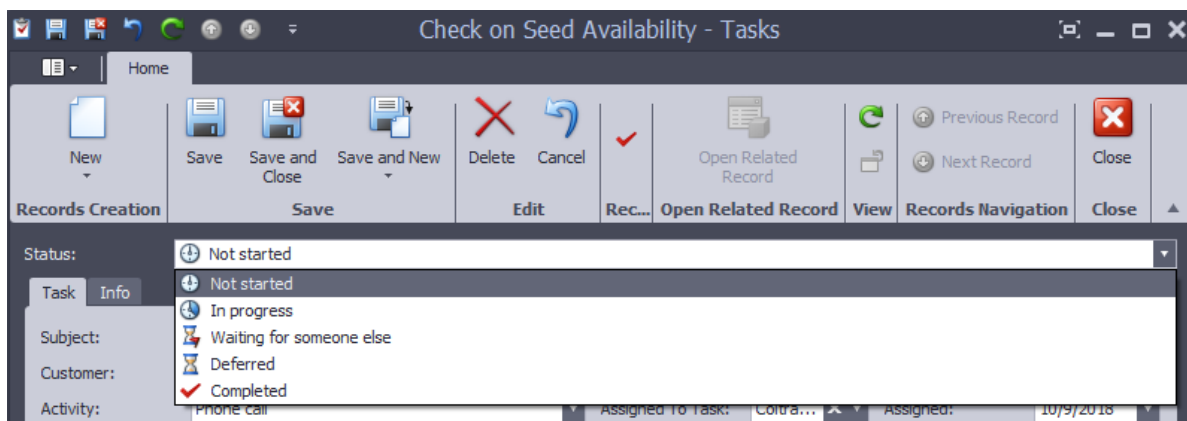 Check on Seed Availability - Tasks
Home
New
Save
Save and Close
Save and New
Delete
Cancel
Open Related Record
Previous Record
Next Record
Close
Records Creation
Save
Edit
Rec...
Open Related Record
View
Records Navigation
Close
Status:
Not started
Task
Info
Not started
In progress
Waiting for someone else
Deferred
Completed
Subject:
Customer:
Activity:
Phone call
Assigned To Task:
Coltra...
Assigned:
10/9/2018